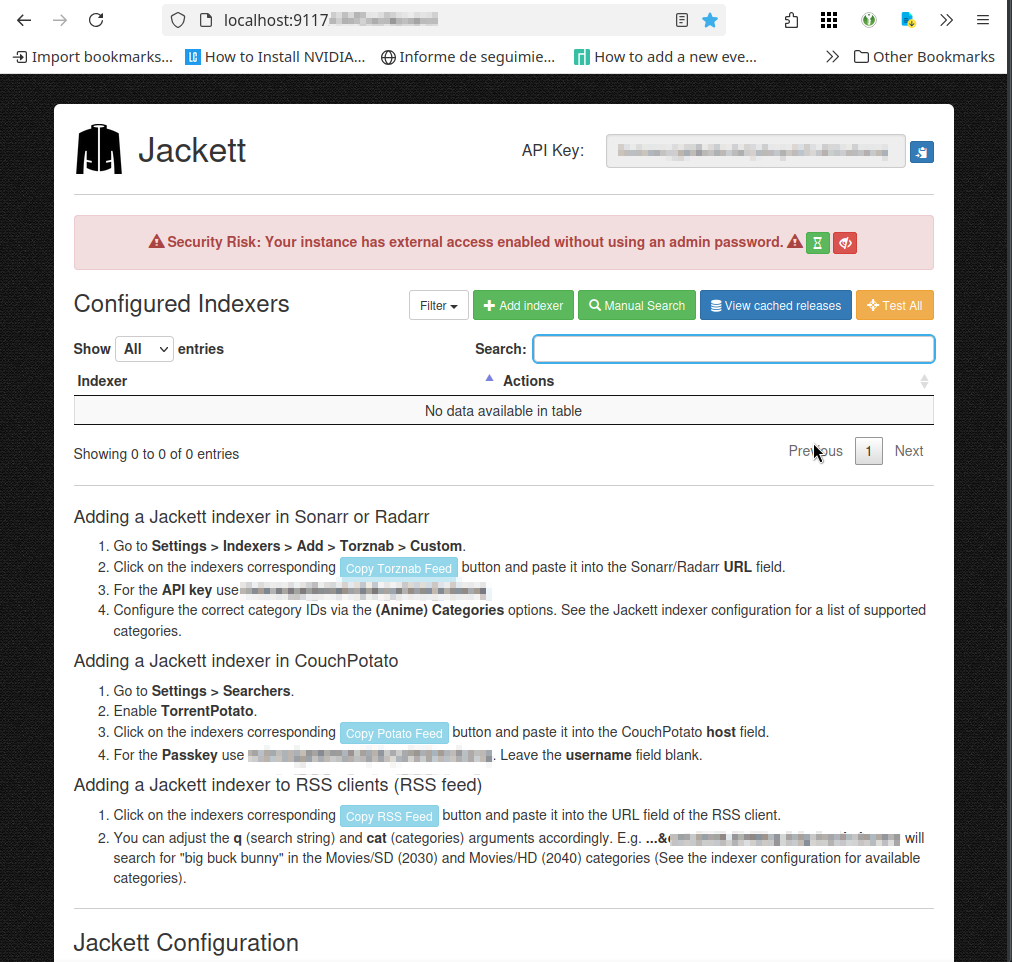 localhost:9117
Import bookmarks... How to Install NVIDIA... Informe de seguimie... How to add a new eve... Other Bookmarks
Jackett API Key:
Security Risk: Your instance has external access enabled without using an admin password.
Configured Indexers Filter Add indexer Manual Search View cached releases Test All
Show All entries Search:
Indexer Actions
No data available in table
Showing 0 to 0 of 0 entries Previous 1 Next
Adding a Jackett indexer in Sonarr or Radarr
1. Go to Settings > Indexers > Add > Torznab > Custom.
2. Click on the indexers corresponding Copy Torznab Feed button and paste it into the Sonarr/Radarr URL field.
3. For the API key use
4. Configure the correct category IDs via the (Anime) Categories options. See the Jackett indexer configuration for a list of supported
categories.
Adding a Jackett indexer in CouchPotato
1. Go to Settings > Searchers.
2. Enable TorrentPotato.
3. Click on the indexers corresponding Copy Potato Feed button and paste it into the CouchPotato host field.
4. For the Passkey use . Leave the username field blank.
Adding a Jackett indexer to RSS clients (RSS feed)
1. Click on the indexers corresponding Copy RSS Feed button and paste it into the URL field of the RSS client.
2. You can adjust the q (search string) and cat (categories) arguments accordingly. E.g. ...& will
search for "big buck bunny" in the Movies/SD (2030) and Movies/HD (2040) categories (See the indexer configuration for available
categories).
Jackett Configuration